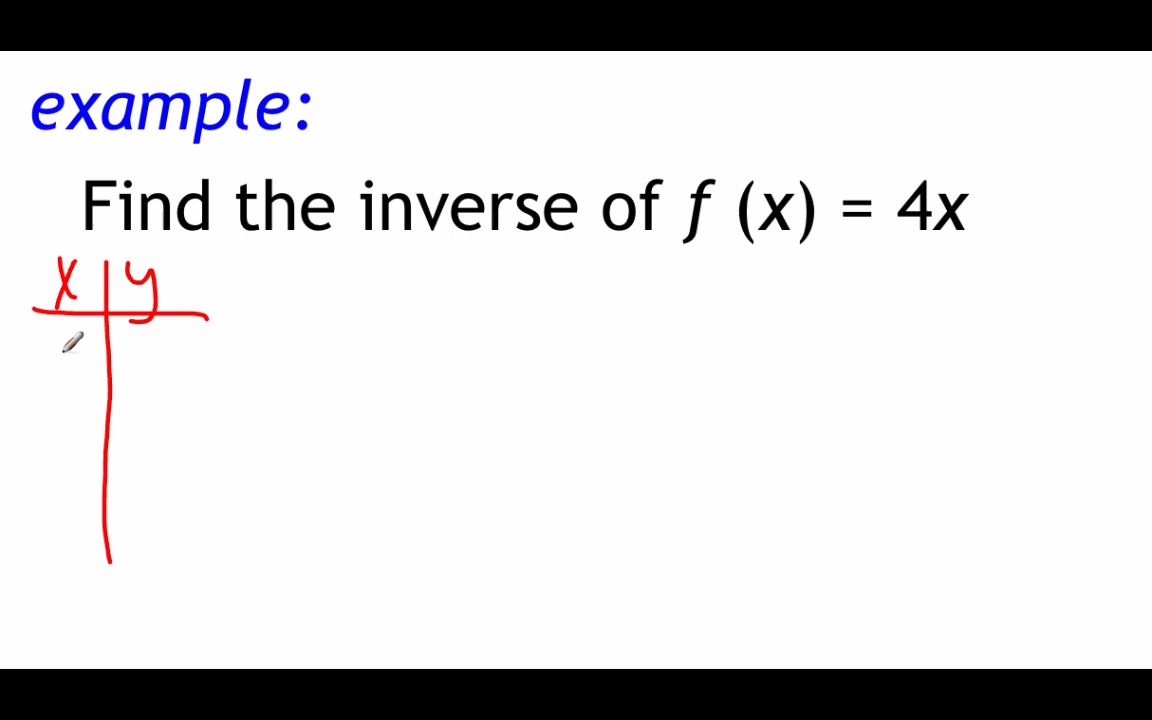 example:
Find the inverse of f (x) = 4x
x y